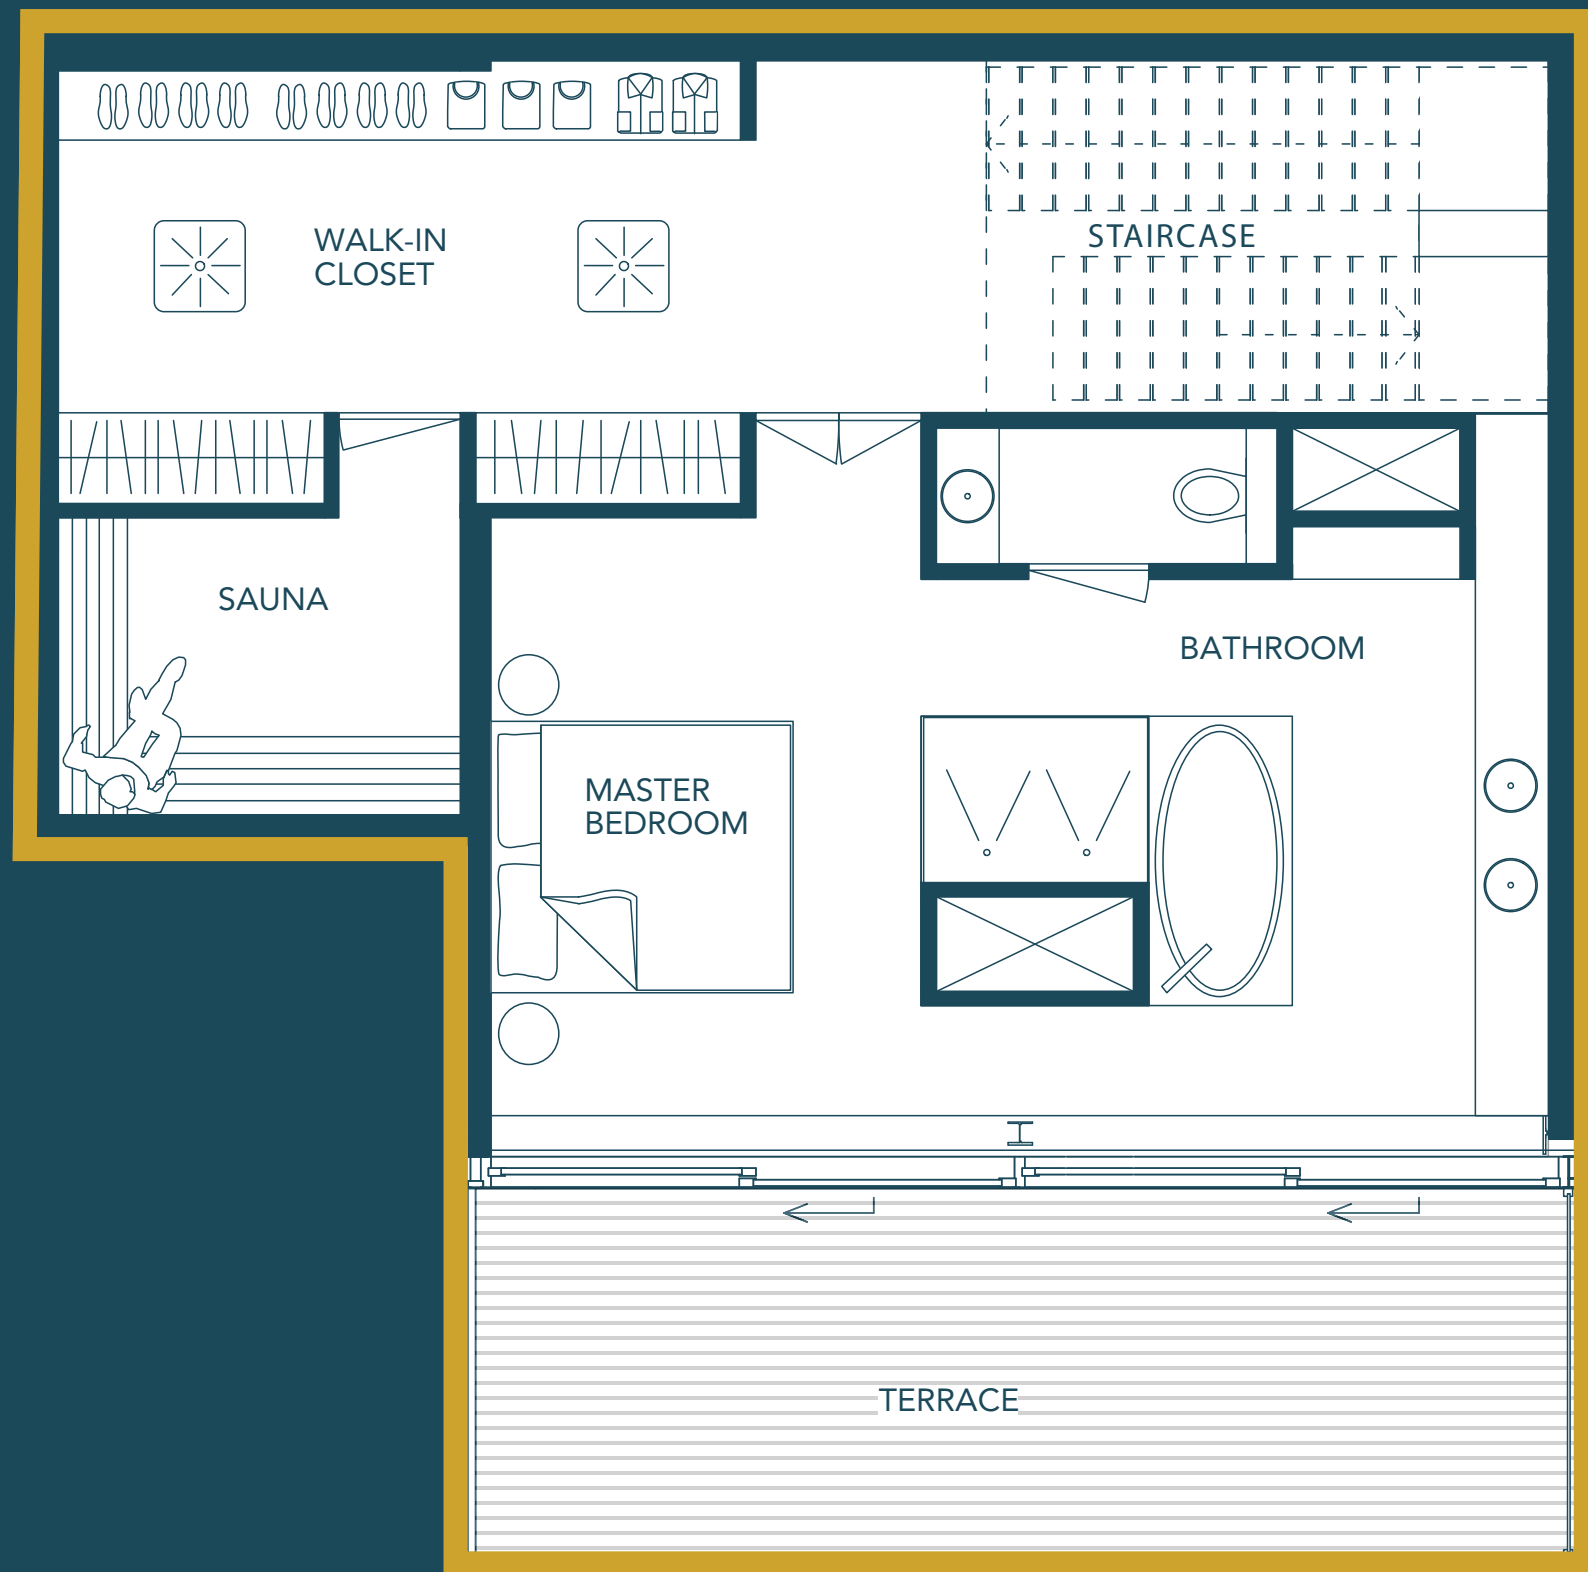 WALK-IN
CLOSET
STAIRCASE
SAUNA
BATHROOM
MASTER
BEDROOM
TERRACE